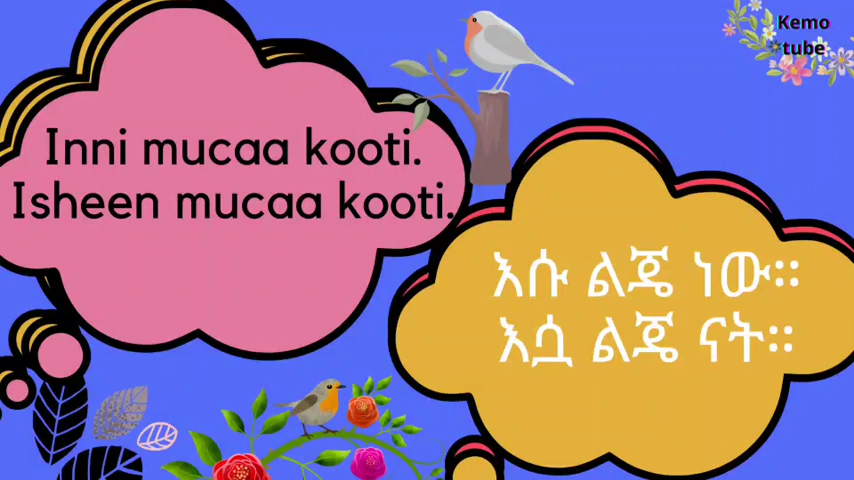 Kemo
tube
Inni mucaa kooti.
Isheen mucaa kooti.
እሱ ልጄ ነው።
እሷ ልጄ ናት።